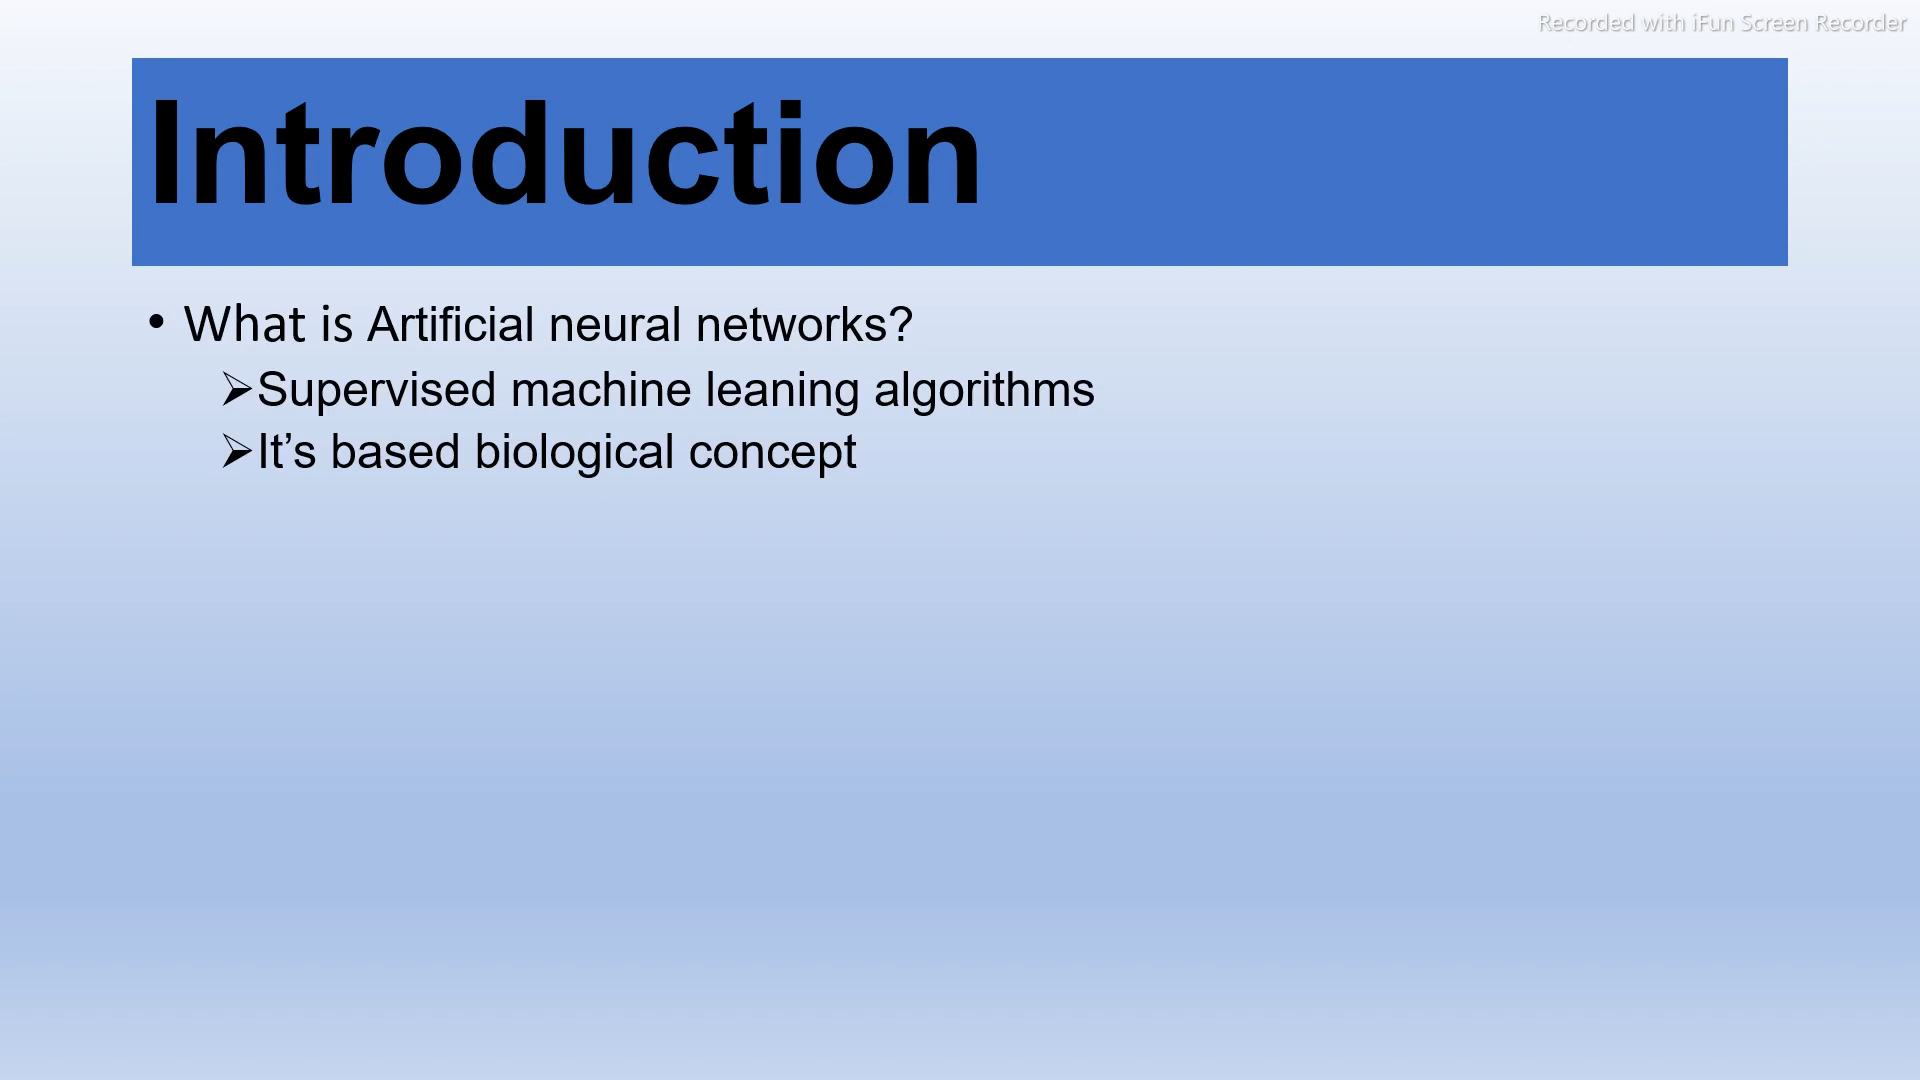 Recorded with iFun Screen Recorder
Introduction
• What is Artificial neural networks?
➢Supervised machine leaning algorithms
➢It’s based biological concept